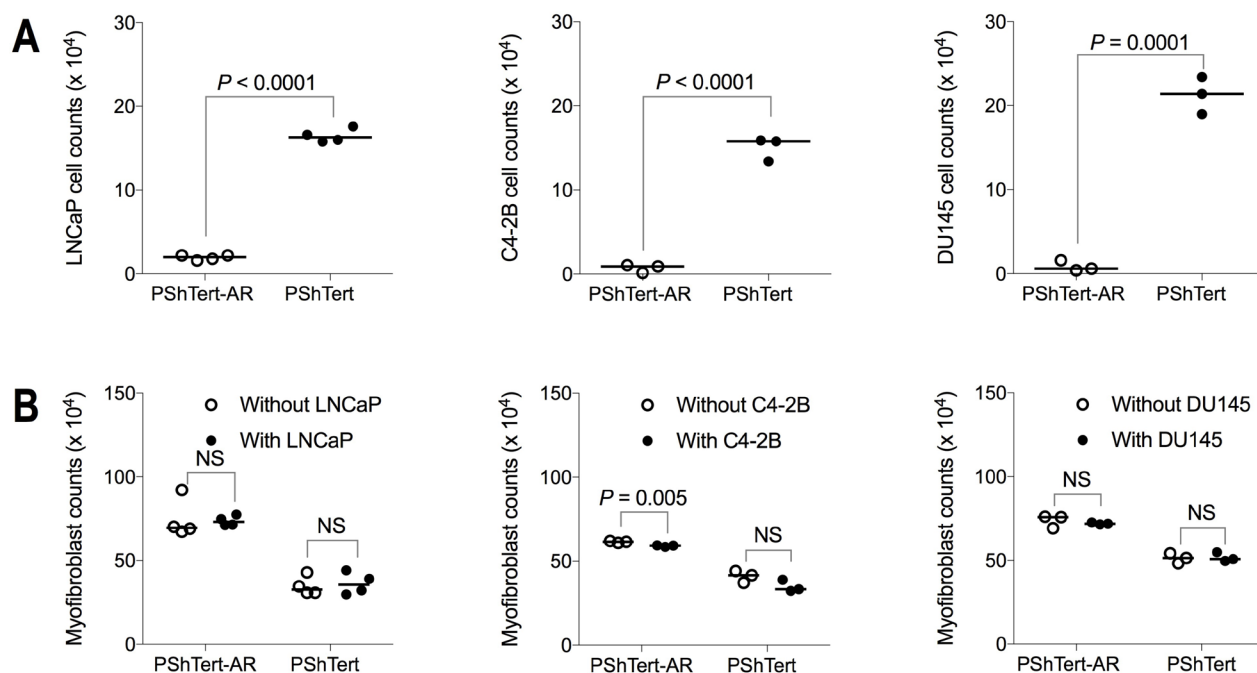 A
LNCaP cell counts (x 10⁴)
30
20
10
0
P < 0.0001
PShTert-AR PShTert
C4-2B cell counts (x 10⁴)
30
20
10
0
P < 0.0001
PShTert-AR PShTert
DU145 cell counts (x 10⁴)
30
20
10
0
P = 0.0001
PShTert-AR PShTert
B
Myofibroblast counts (x 10⁴)
150
100
50
0
Without LNCaP
With LNCaP
NS
NS
PShTert-AR PShTert
Myofibroblast counts (x 10⁴)
150
100
50
0
Without C4-2B
With C4-2B
P = 0.005
NS
PShTert-AR PShTert
Myofibroblast counts (x 10⁴)
150
100
50
0
Without DU145
With DU145
NS
NS
PShTert-AR PShTert